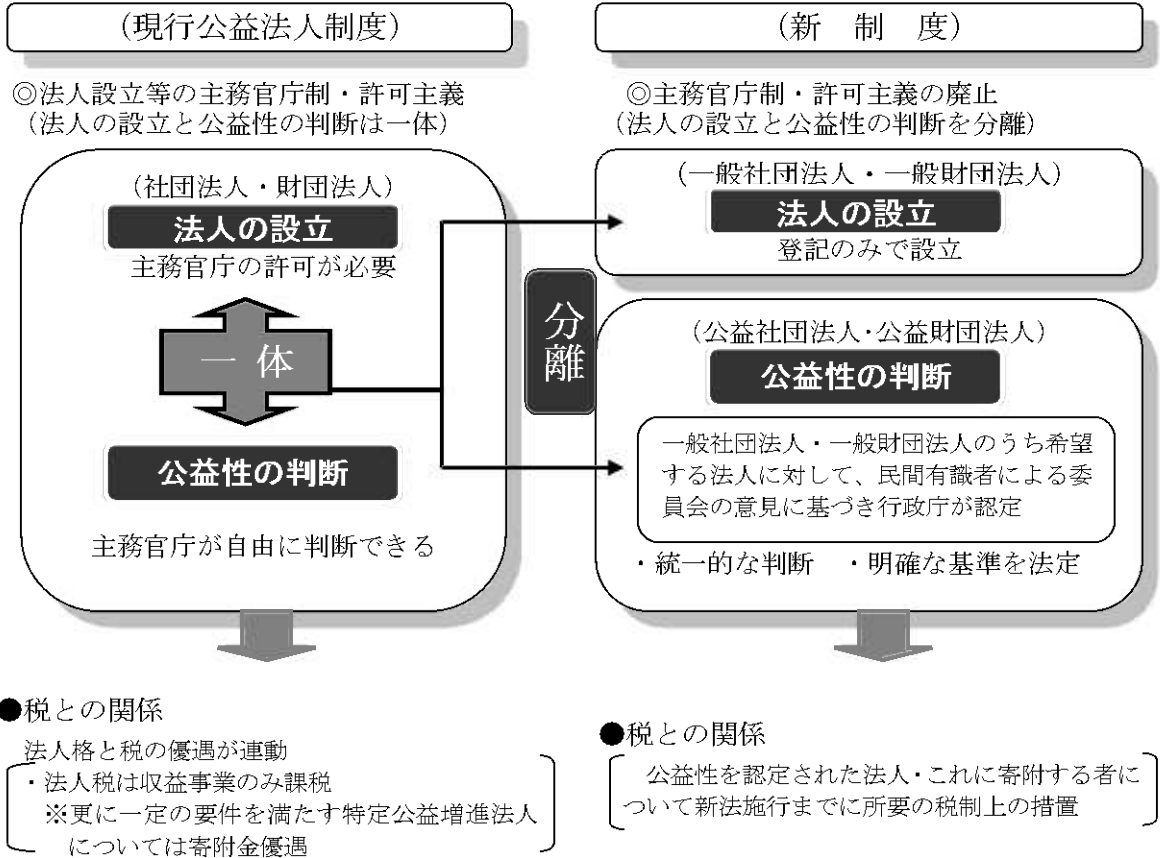 （現行公益法人制度）
◎法人設立等の主務官庁制・許可主義
（法人の設立と公益性の判断は一体）
（社団法人・財団法人）
法人の設立
主務官庁の許可が必要
一体
公益性の判断
主務官庁が自由に判断できる
分離
（新　制　度）
◎主務官庁制・許可主義の廃止
（法人の設立と公益性の判断を分離）
（一般社団法人・一般財団法人）
法人の設立
登記のみで設立
（公益社団法人・公益財団法人）
公益性の判断
一般社団法人・一般財団法人のうち希望
する法人に対して、民間有識者による委
員会の意見に基づき行政庁が認定
・統一的な判断　・明確な基準を法定
●税との関係
法人格と税の優遇が連動
・法人税は収益事業のみ課税
※更に一定の要件を満たす特定公益増進法人
については寄附金優遇
●税との関係
公益性を認定された法人・これに寄附する者に
ついて新法施行までに所要の税制上の措置